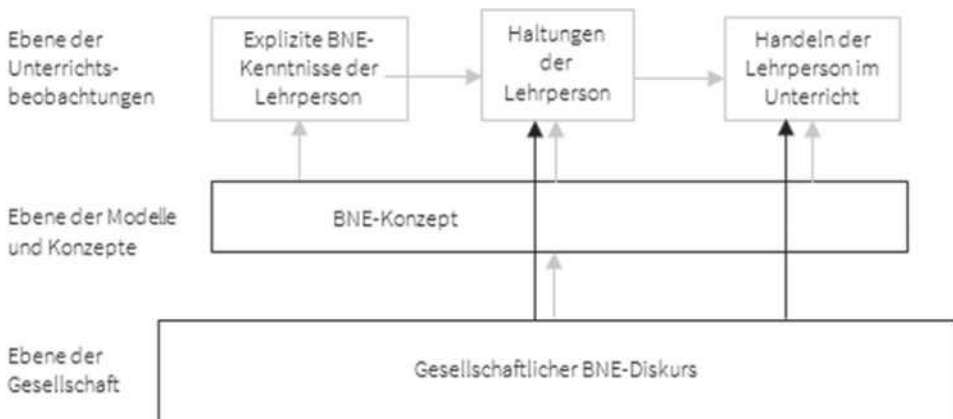 Ebene der
Unterrichts-
beobachtungen
Explizite BNE-
Kenntnisse der
Lehrperson
Haltungen
der
Lehrperson
Handeln der
Lehrperson im
Unterricht
Ebene der Modelle
und Konzepte
BNE-Konzept
Ebene der
Gesellschaft
Gesellschaftlicher BNE-Diskurs